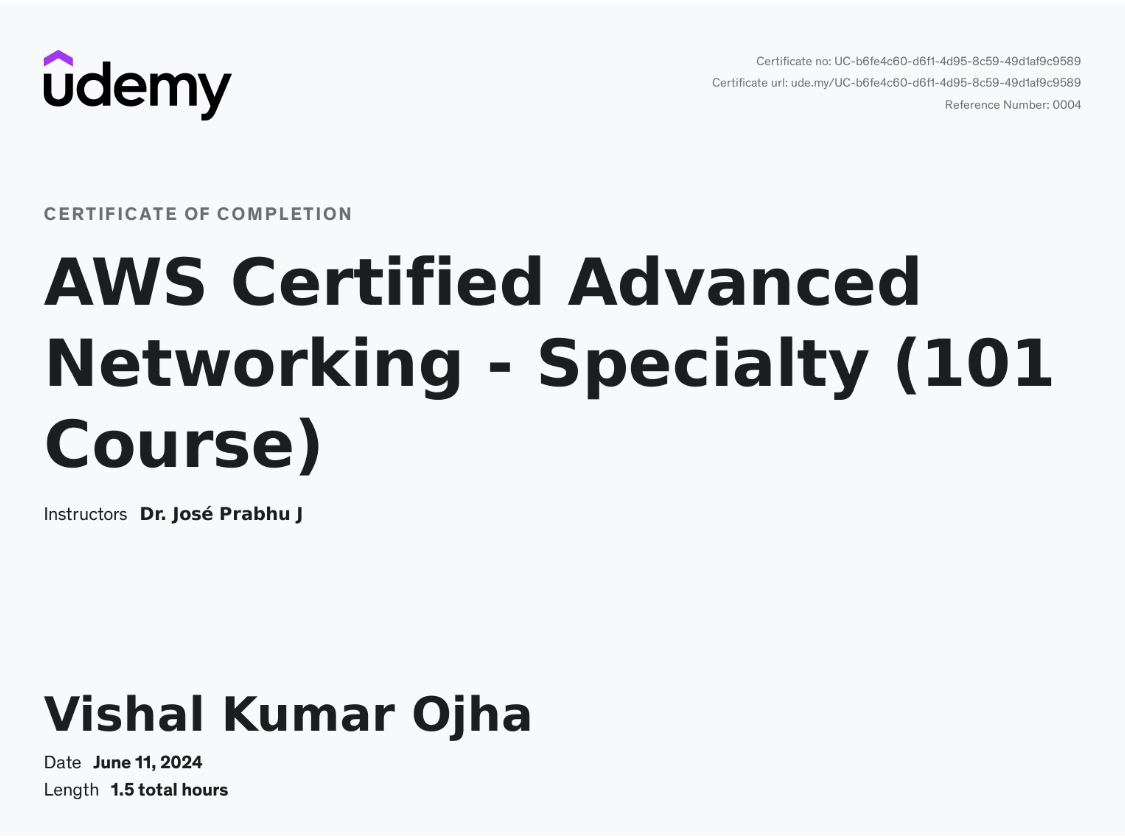 udemy
Certificate no: UC-b6fe4c60-d6f1-4d95-8c59-49d1af9c9589
Certificate url: ude.my/UC-b6fe4c60-d6f1-4d95-8c59-49d1af9c9589
Reference Number: 0004
CERTIFICATE OF COMPLETION
AWS Certified Advanced
Networking - Specialty (101
Course)
Instructors Dr. José Prabhu J
Vishal Kumar Ojha
Date June 11, 2024
Length 1.5 total hours